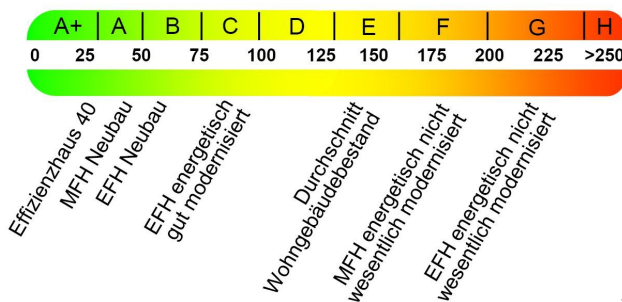 A+ A B C D E F G H
0 25 50 75 100 125 150 175 200 225 >250
Effizienzhaus 40
MFH Neubau
EFH Neubau
EFH energetisch
gut modernisiert
Durchschnitt
Wohngebäudebestand
MFH energetisch nicht
wesentlich modernisiert
EFH energetisch nicht
wesentlich modernisiert